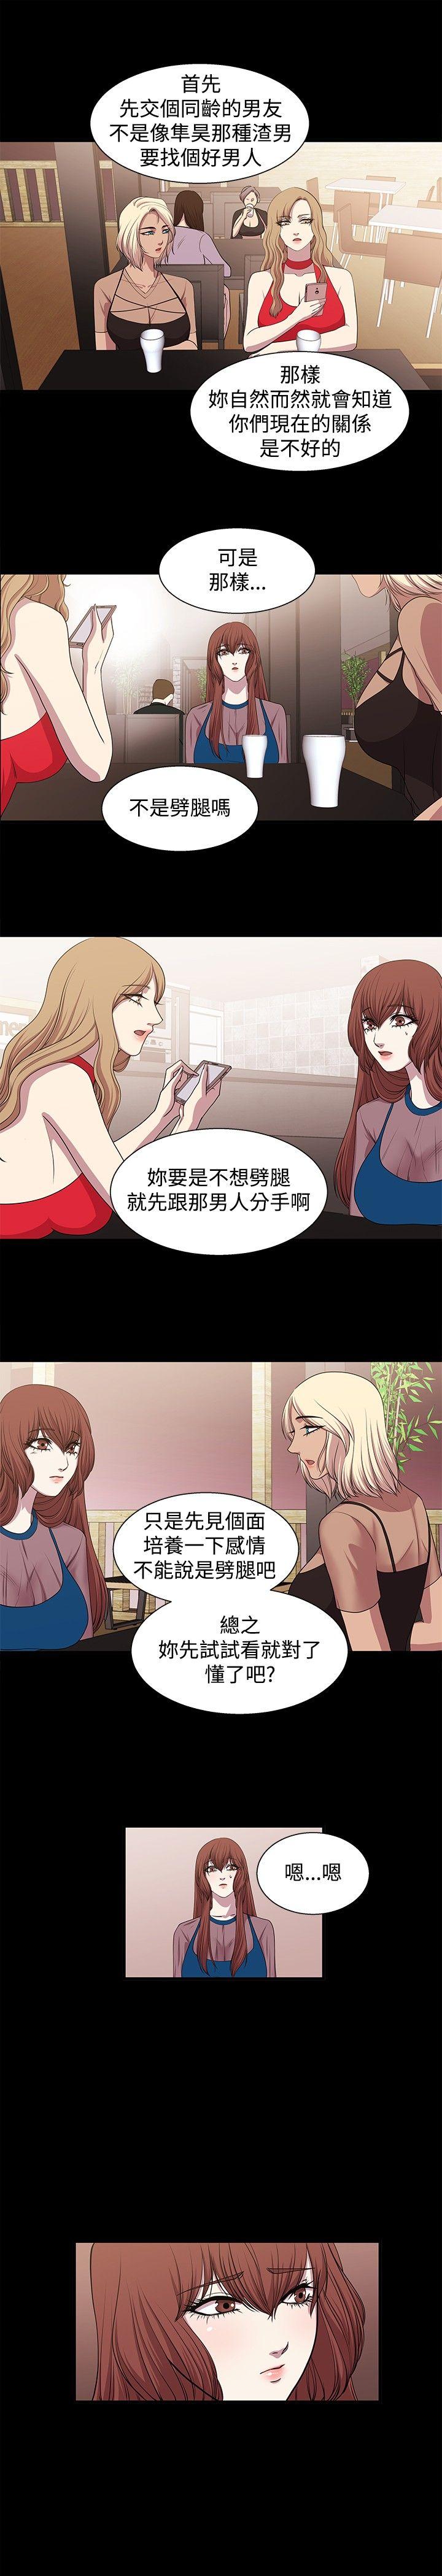 首先
先交個同齡的男友
不是像隼昊那種渣男
要找個好男人
那樣
妳自然而然就會知道
你們現在的關係
是不好的
可是
那樣...
不是劈腿嗎
妳要是不想劈腿
就先跟那男人分手啊
只是先見個面
培養一下感情
不能說是劈腿吧
總之
妳先試試看就對了
懂了吧?
嗯...嗯